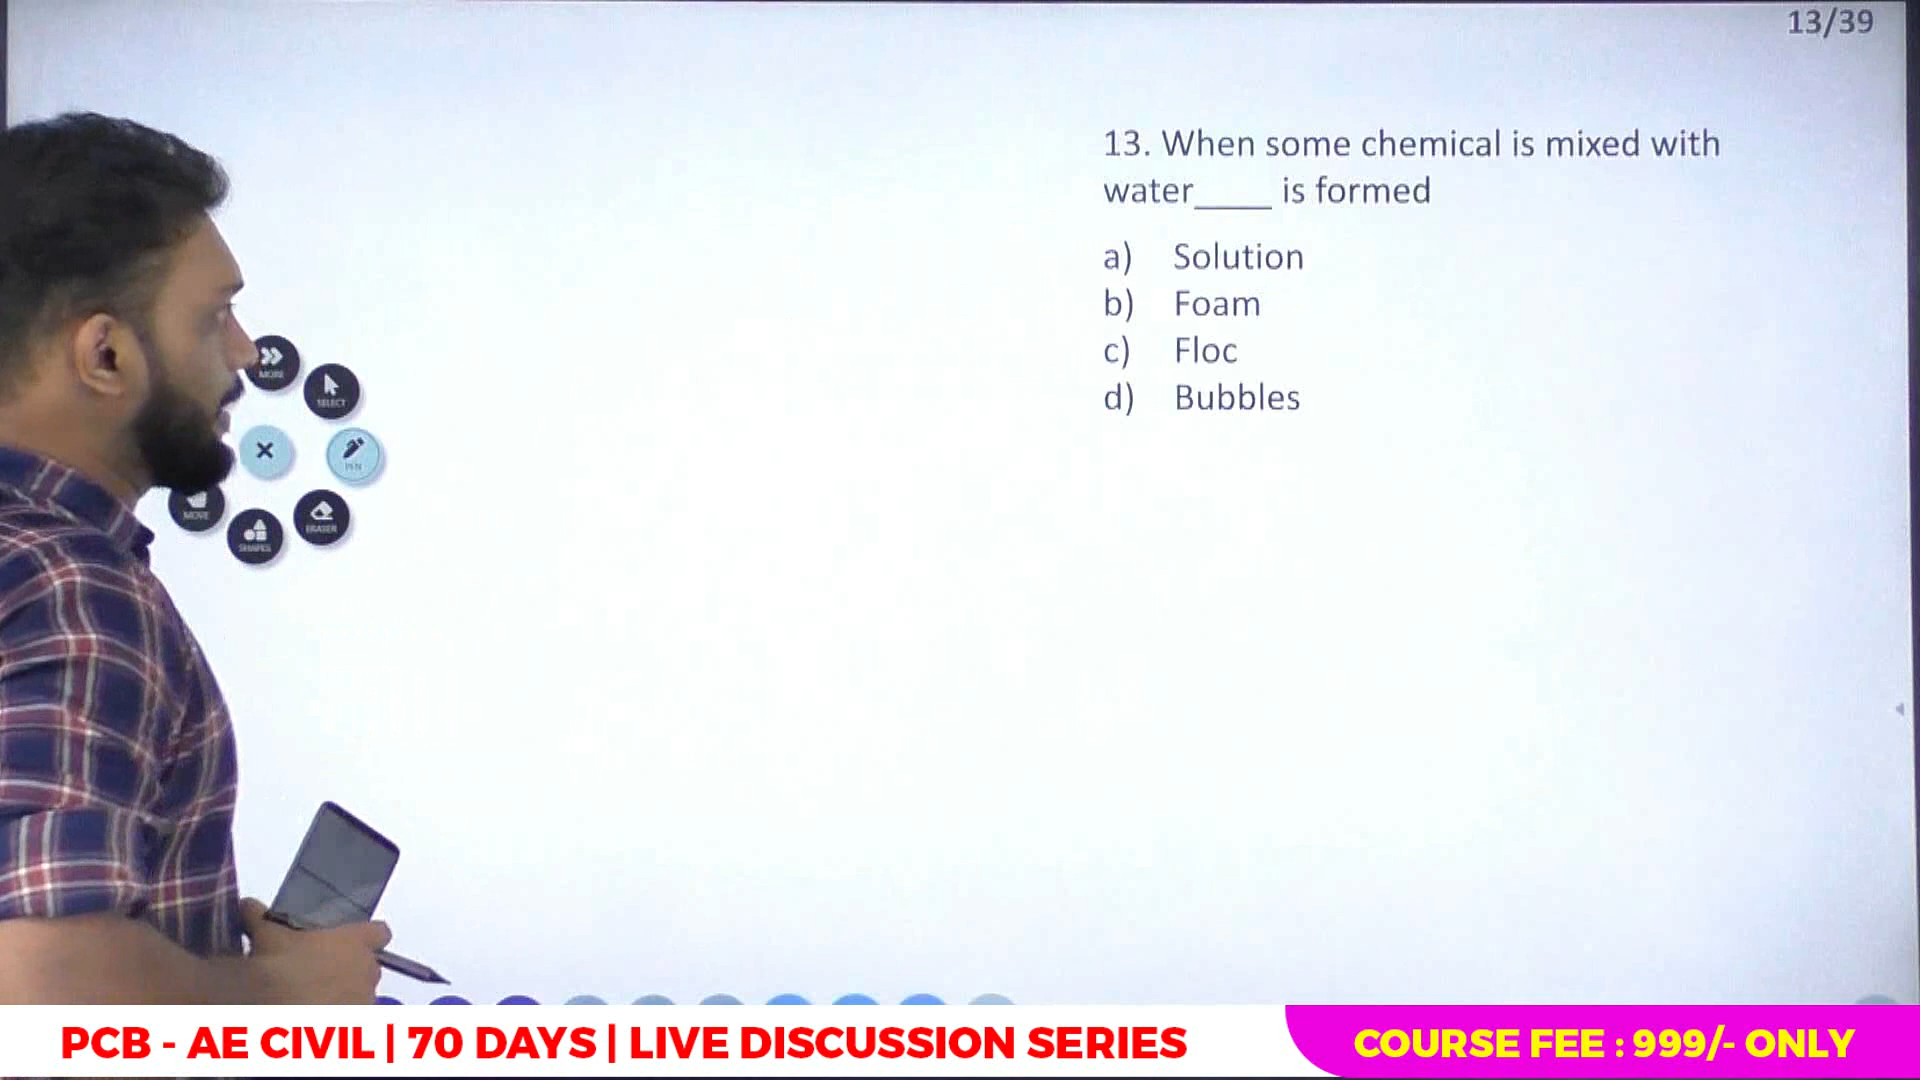 13/39
13. When some chemical is mixed with
water____ is formed
a) Solution
b) Foam
c) Floc
d) Bubbles
MORE
SELECT
PEN
ERASER
SHAPES
MOVE
PCB - AE CIVIL | 70 DAYS | LIVE DISCUSSION SERIES
COURSE FEE : 999/- ONLY